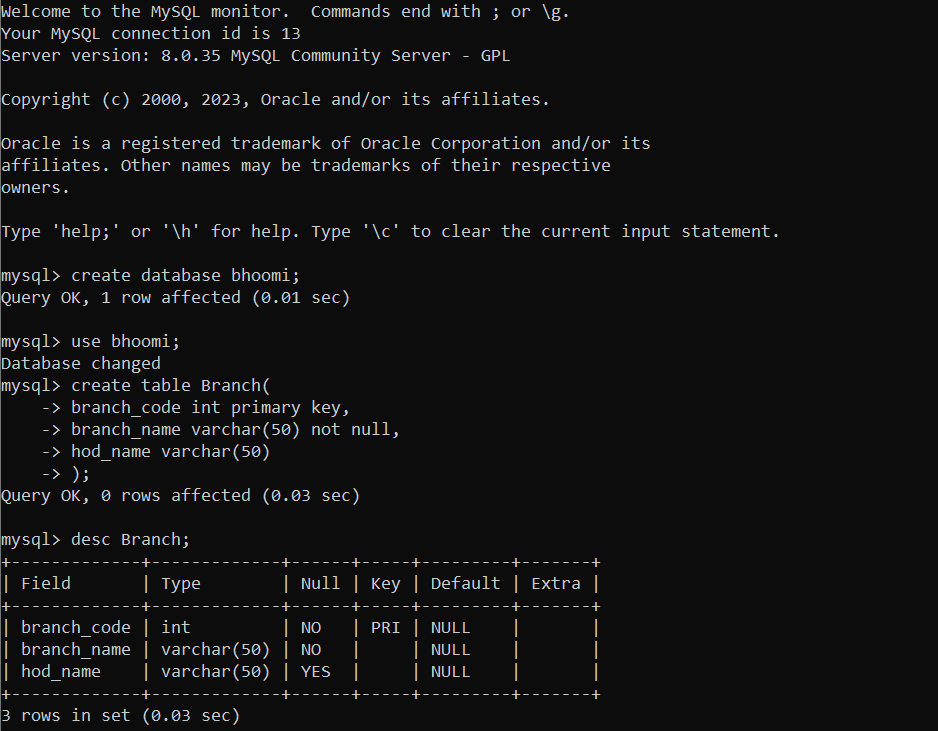 Welcome to the MySQL monitor.  Commands end with ; or \g.
Your MySQL connection id is 13
Server version: 8.0.35 MySQL Community Server - GPL

Copyright (c) 2000, 2023, Oracle and/or its affiliates.

Oracle is a registered trademark of Oracle Corporation and/or its
affiliates. Other names may be trademarks of their respective
owners.

Type 'help;' or '\h' for help. Type '\c' to clear the current input statement.

mysql> create database bhoomi;
Query OK, 1 row affected (0.01 sec)

mysql> use bhoomi;
Database changed
mysql> create table Branch(
    -> branch_code int primary key,
    -> branch_name varchar(50) not null,
    -> hod_name varchar(50)
    -> );
Query OK, 0 rows affected (0.03 sec)

mysql> desc Branch;
+-------------+-------------+------+-----+---------+-------+
| Field       | Type        | Null | Key | Default | Extra |
+-------------+-------------+------+-----+---------+-------+
| branch_code | int         | NO   | PRI | NULL    |       |
| branch_name | varchar(50) | NO   |     | NULL    |       |
| hod_name    | varchar(50) | YES  |     | NULL    |       |
+-------------+-------------+------+-----+---------+-------+
3 rows in set (0.03 sec)